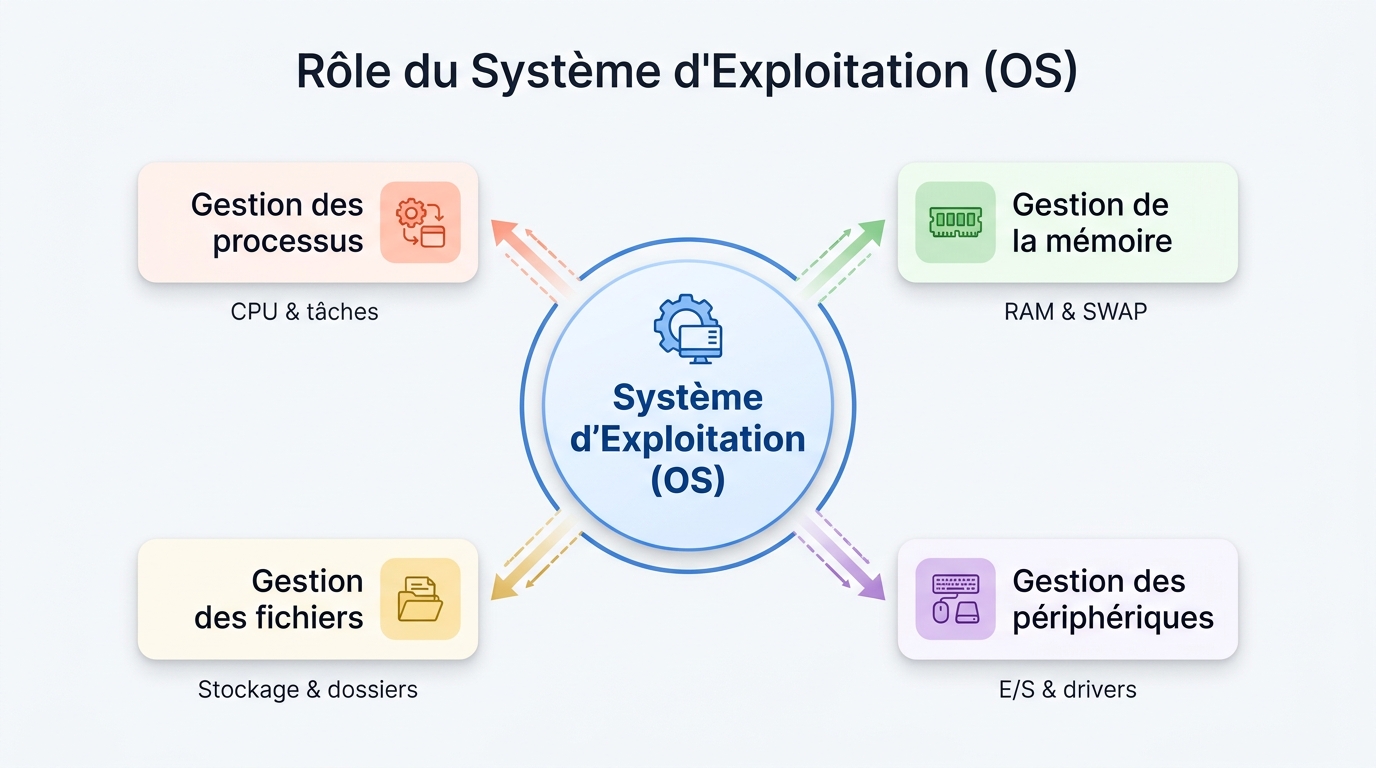 Rôle du Système d'Exploitation (OS)
Gestion des
processus
CPU & tâches
Gestion de
la mémoire
RAM & SWAP
Système
d’Exploitation
(OS)
Gestion
des fichiers
Stockage & dossiers
Gestion des
périphériques
E/S & drivers